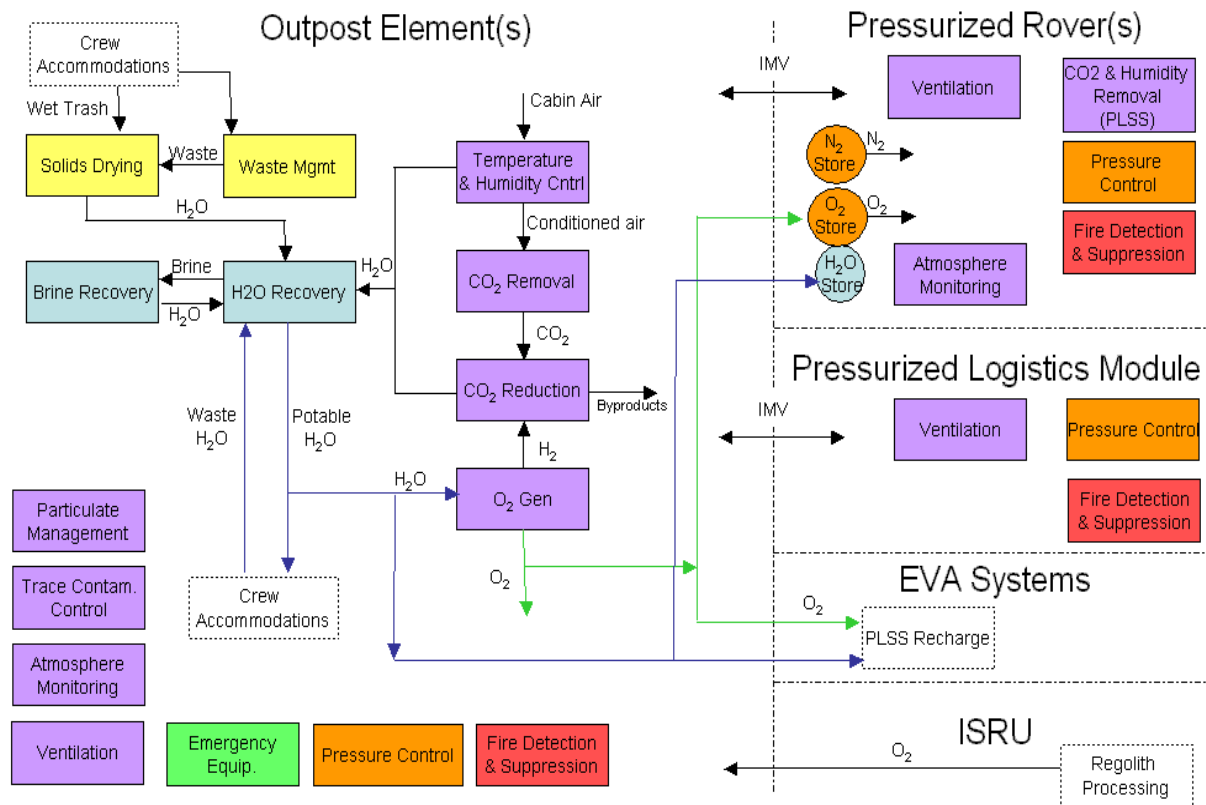 Outpost Element(s)
Crew
Accommodations
Wet Trash
Solids Drying
Waste
Waste Mgmt
H₂O
Brine Recovery
Brine
H₂O
H2O Recovery
H₂O
Cabin Air
Temperature
& Humidity Cntrl
Conditioned air
CO₂ Removal
CO₂
CO₂ Reduction
Byproducts
H₂
O₂ Gen
H₂O
O₂
Waste
H₂O
Potable
H₂O
Crew
Accommodations
Particulate
Management
Trace Contam.
Control
Atmosphere
Monitoring
Ventilation
Emergency
Equip.
Pressure Control
Fire Detection
& Suppression
Pressurized Rover(s)
IMV
Ventilation
CO2 & Humidity
Removal
(PLSS)
N₂
Store
N₂
Pressure
Control
O₂
Store
O₂
Fire Detection
& Suppression
H₂O
Store
Atmosphere
Monitoring
Pressurized Logistics Module
IMV
Ventilation
Pressure Control
Fire Detection
& Suppression
EVA Systems
O₂
PLSS Recharge
ISRU
O₂
Regolith
Processing